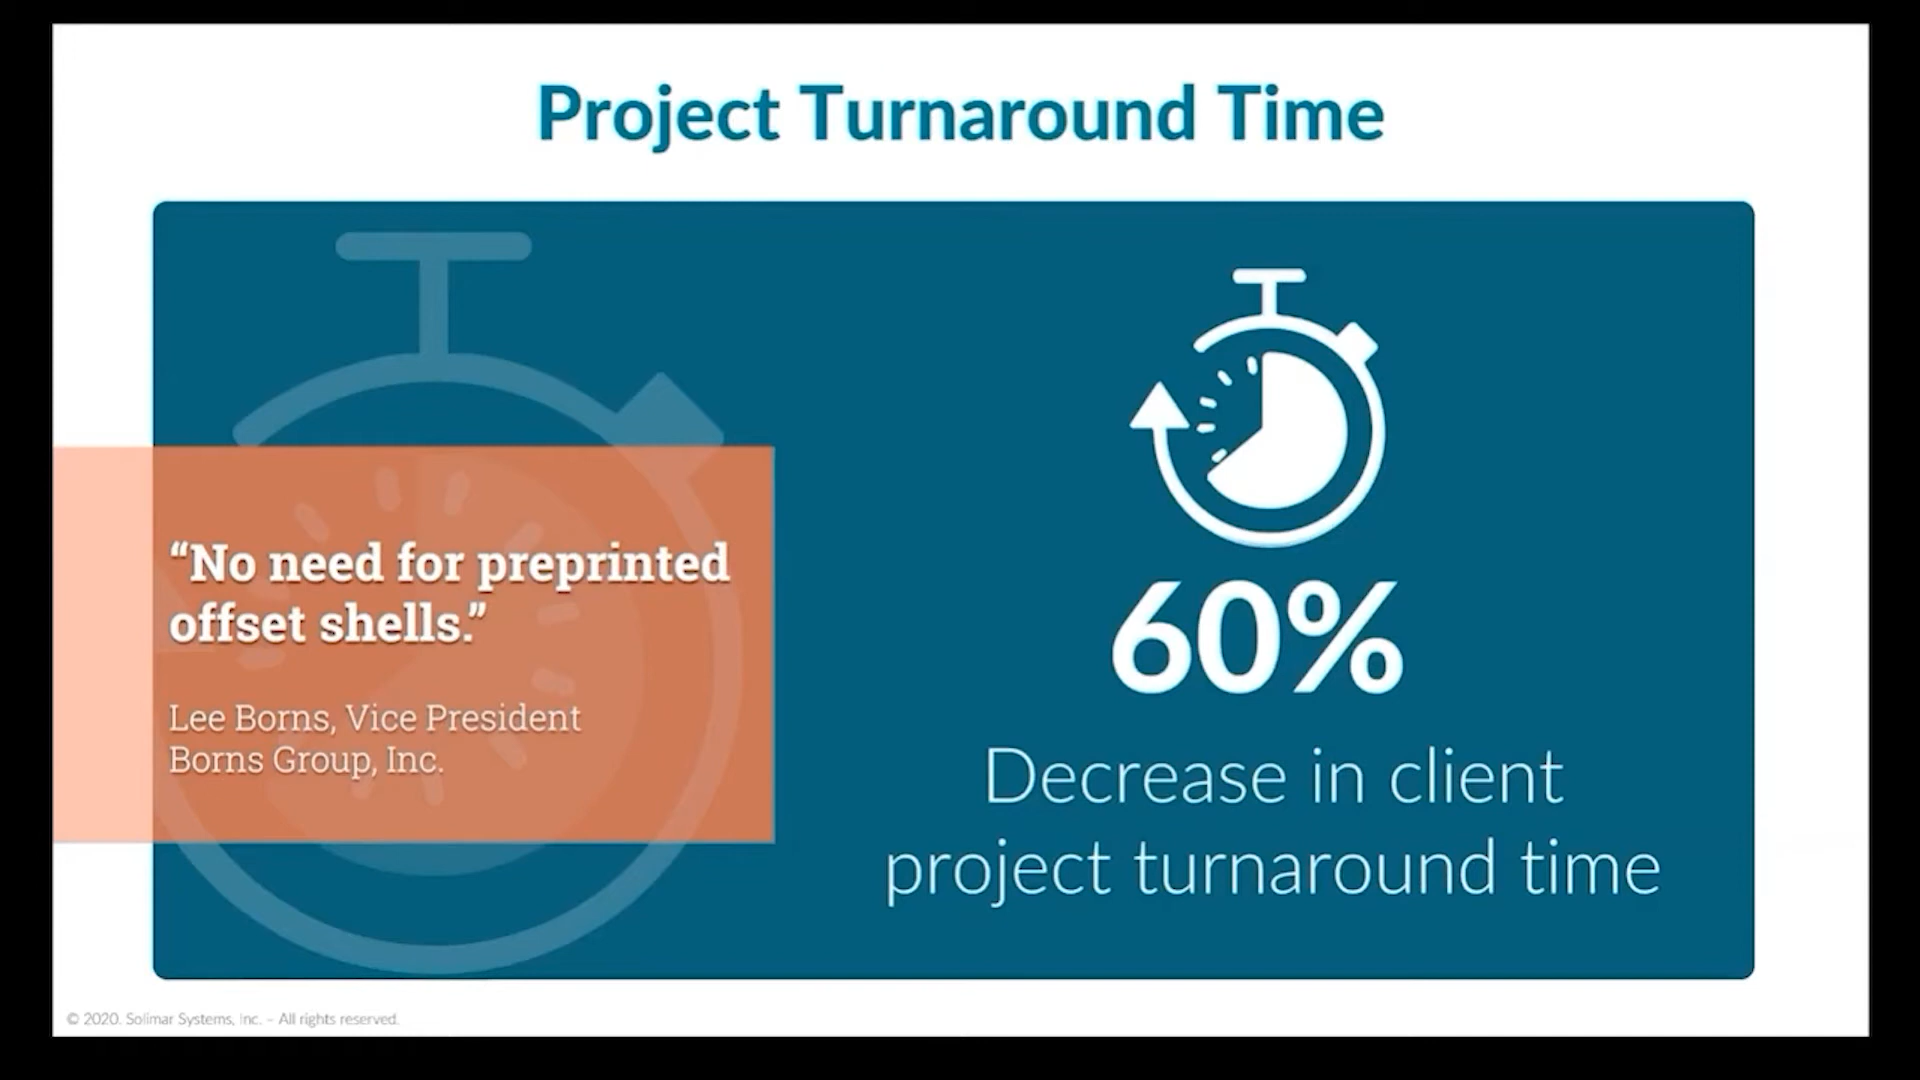 Project Turnaround Time
“No need for preprinted
offset shells.”
Lee Borns, Vice President
Borns Group, Inc.
60%
Decrease in client
project turnaround time
© 2020. Solimar Systems, Inc. – All rights reserved.